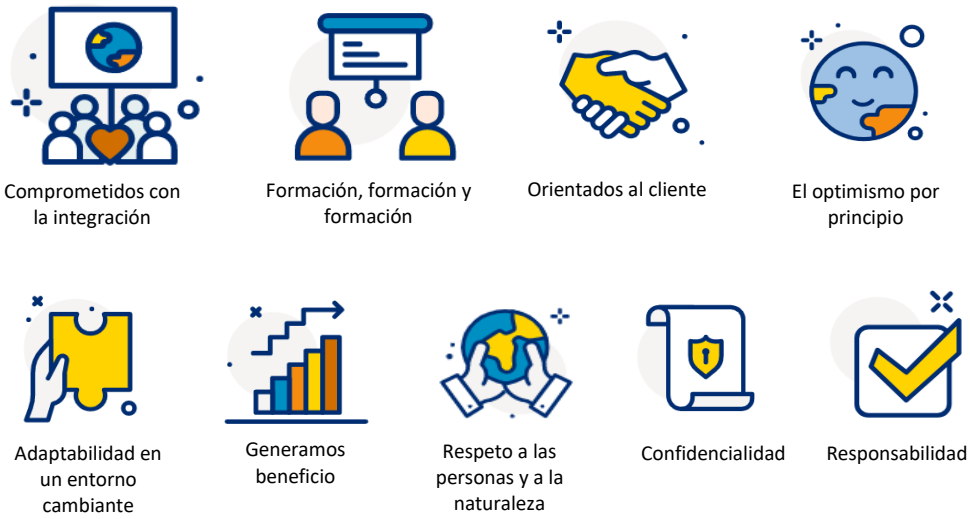 Comprometidos con
la integración
Formación, formación y
formación
Orientados al cliente
El optimismo por
principio
Adaptabilidad en
un entorno
cambiante
Generamos
beneficio
Respeto a las
personas y a la
naturaleza
Confidencialidad
Responsabilidad